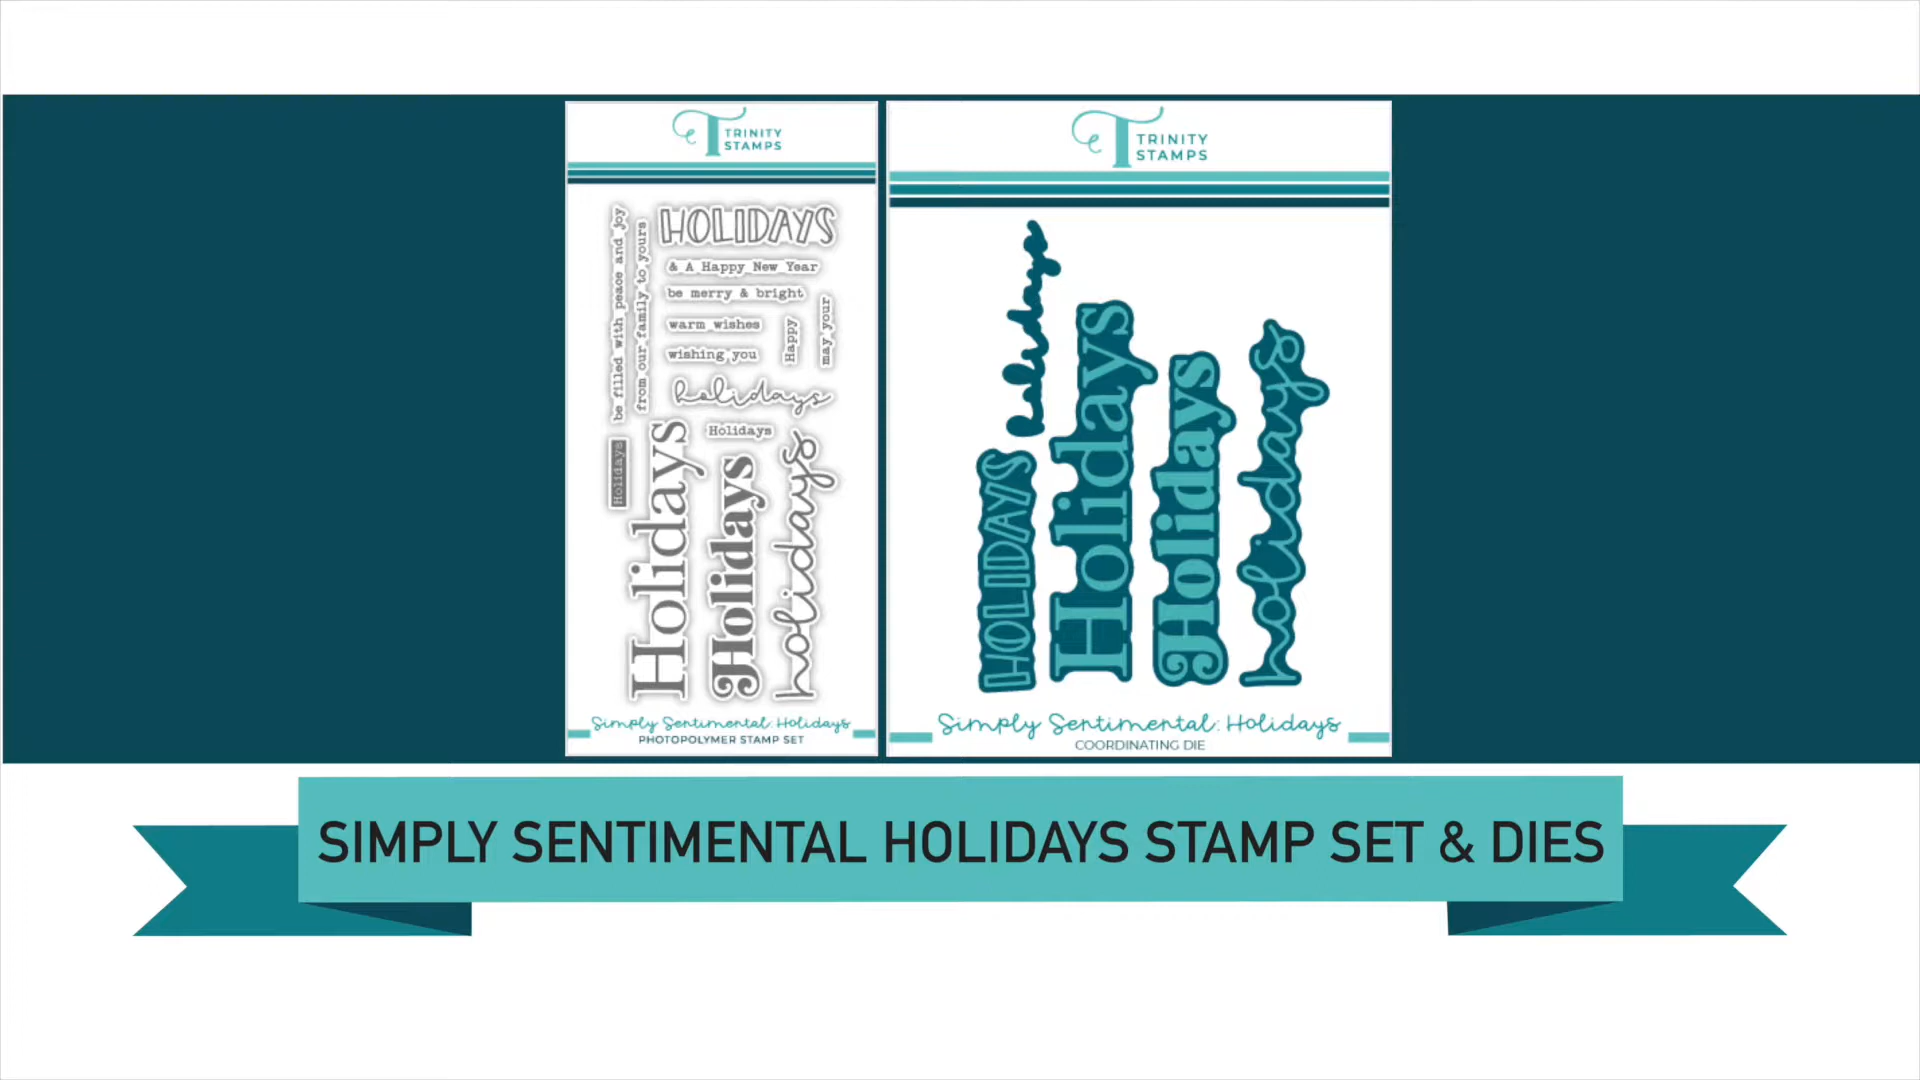 TRINITY
STAMPS
HOLIDAYS
& A Happy New Year
be merry & bright
warm wishes
wishing you
Happy
may your
be filled with peace and joy
from our family to yours
holidays
Holidays
Holidays
Holidays
Holidays
holidays
Simply Sentimental: Holidays
PHOTOPOLYMER STAMP SET
TRINITY
STAMPS
holidays
HOLIDAYS
Holidays
Holidays
holidays
Simply Sentimental: Holidays
COORDINATING DIE
SIMPLY SENTIMENTAL HOLIDAYS STAMP SET & DIES